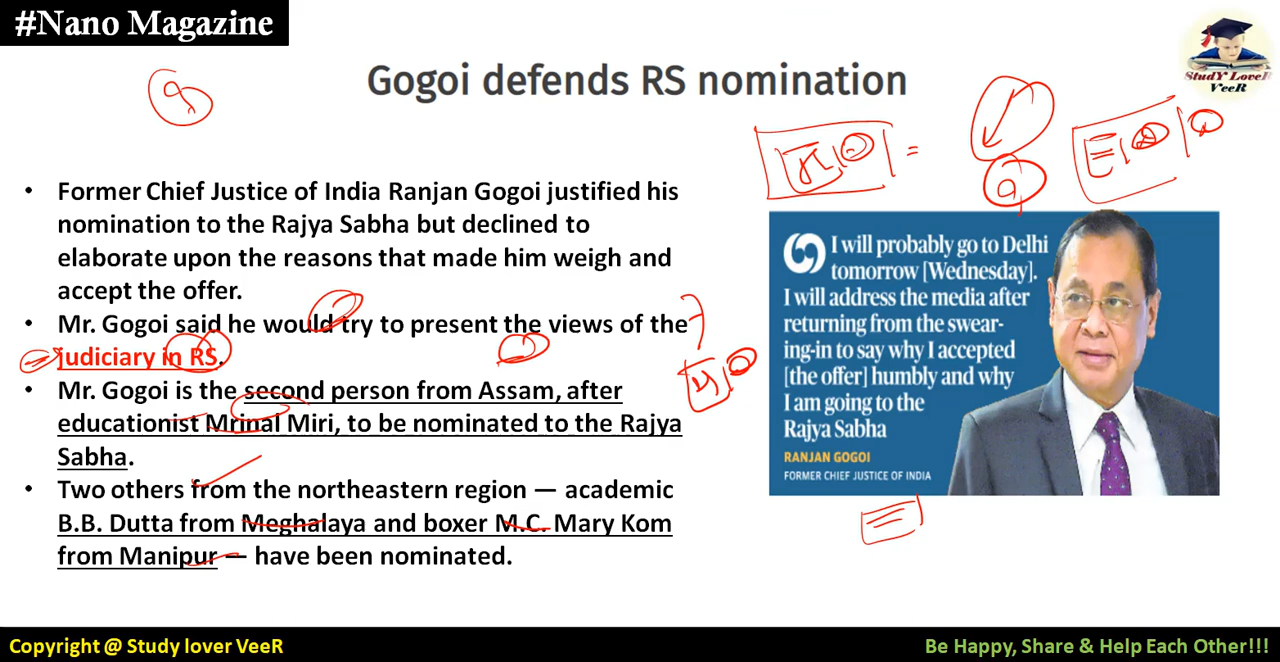 #Nano Magazine
StudY LoveR
VeeR
Gogoi defends RS nomination
• Former Chief Justice of India Ranjan Gogoi justified his
nomination to the Rajya Sabha but declined to
elaborate upon the reasons that made him weigh and
accept the offer.
• Mr. Gogoi said he would try to present the views of the
judiciary in RS.
• Mr. Gogoi is the second person from Assam, after
educationist Mrinal Miri, to be nominated to the Rajya
Sabha.
• Two others from the northeastern region — academic
B.B. Dutta from Meghalaya and boxer M.C. Mary Kom
from Manipur — have been nominated.
I will probably go to Delhi
tomorrow [Wednesday].
I will address the media after
returning from the swear-
ing-in to say why I accepted
[the offer] humbly and why
I am going to the
Rajya Sabha
RANJAN GOGOI
FORMER CHIEF JUSTICE OF INDIA
Copyright @ Study lover VeeR
Be Happy, Share & Help Each Other!!!